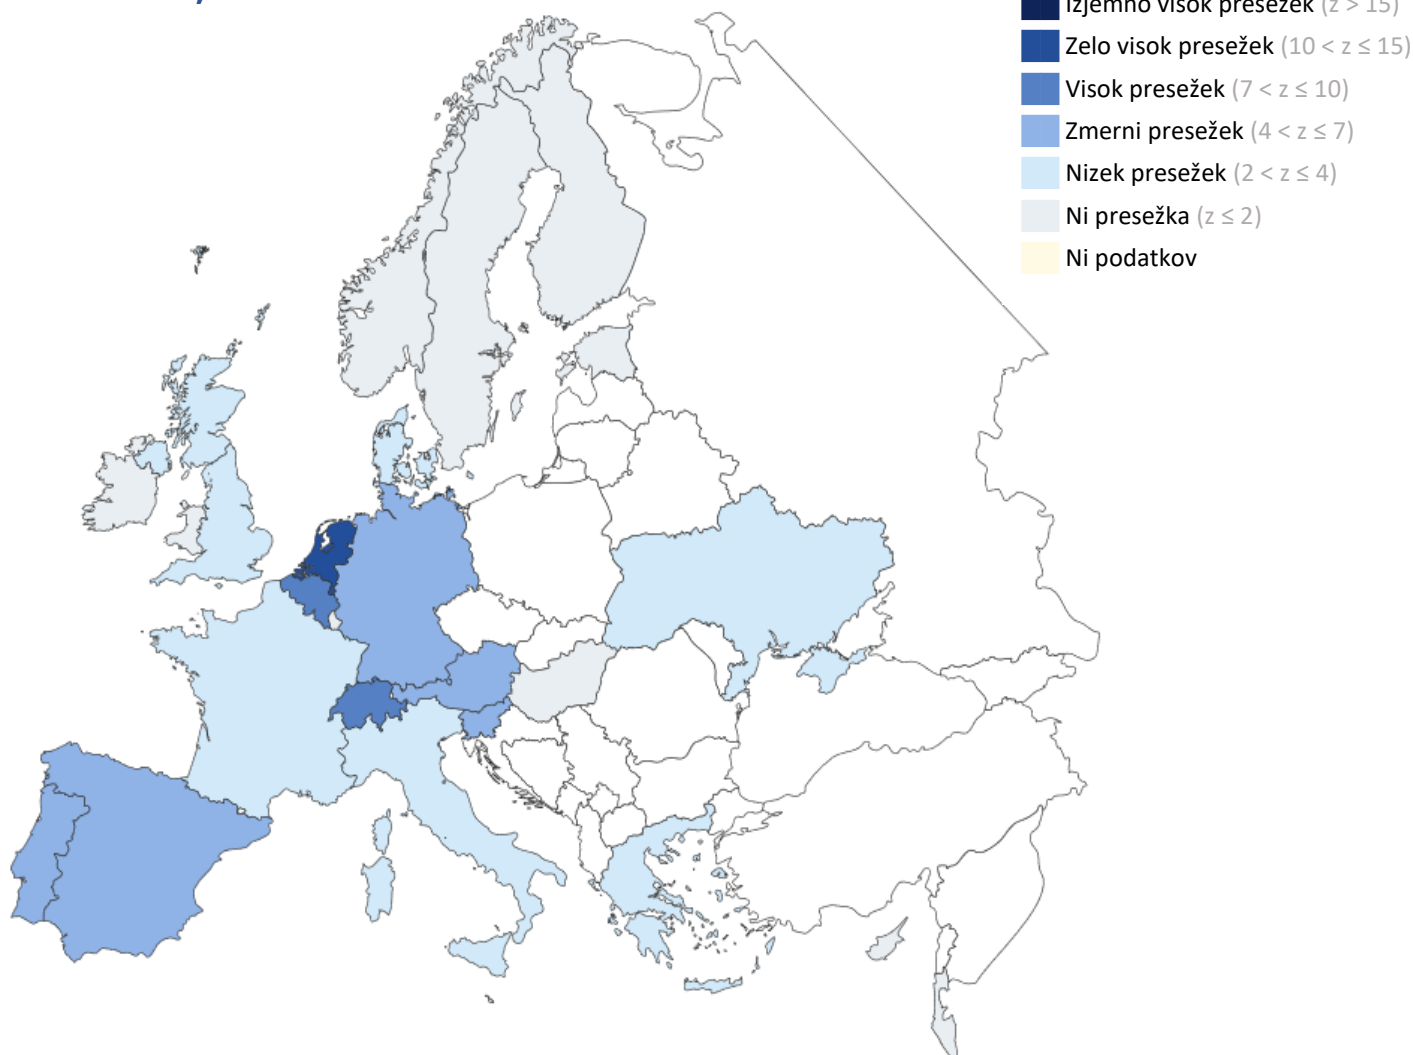 Izjemno visok presežek (z > 15)
Zelo visok presežek (10 < z ≤ 15)
Visok presežek (7 < z ≤ 10)
Zmerni presežek (4 < z ≤ 7)
Nizek presežek (2 < z ≤ 4)
Ni presežka (z ≤ 2)
Ni podatkov